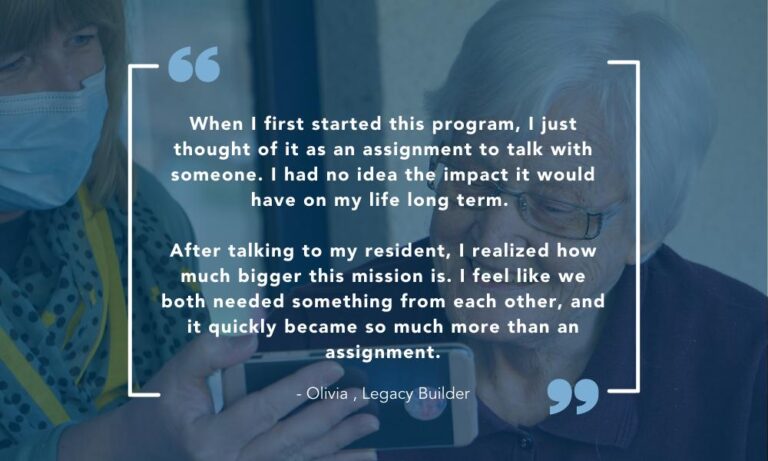 When I first started this program, I just
thought of it as an assignment to talk with
someone. I had no idea the impact it would
have on my life long term.
After talking to my resident, I realized how
much bigger this mission is. I feel like we
both needed something from each other, and
it quickly became so much more than an
assignment.
- Olivia , Legacy Builder